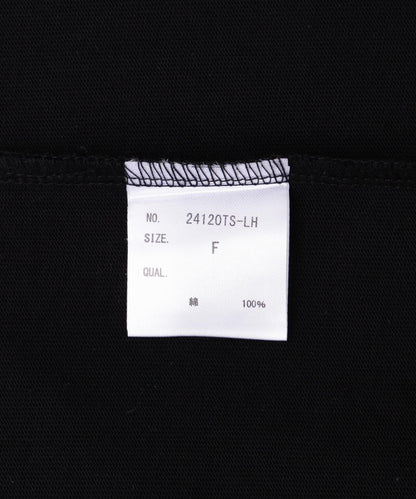 NO. 24120TS-LH
SIZE. F
QUAL.
綿 100%